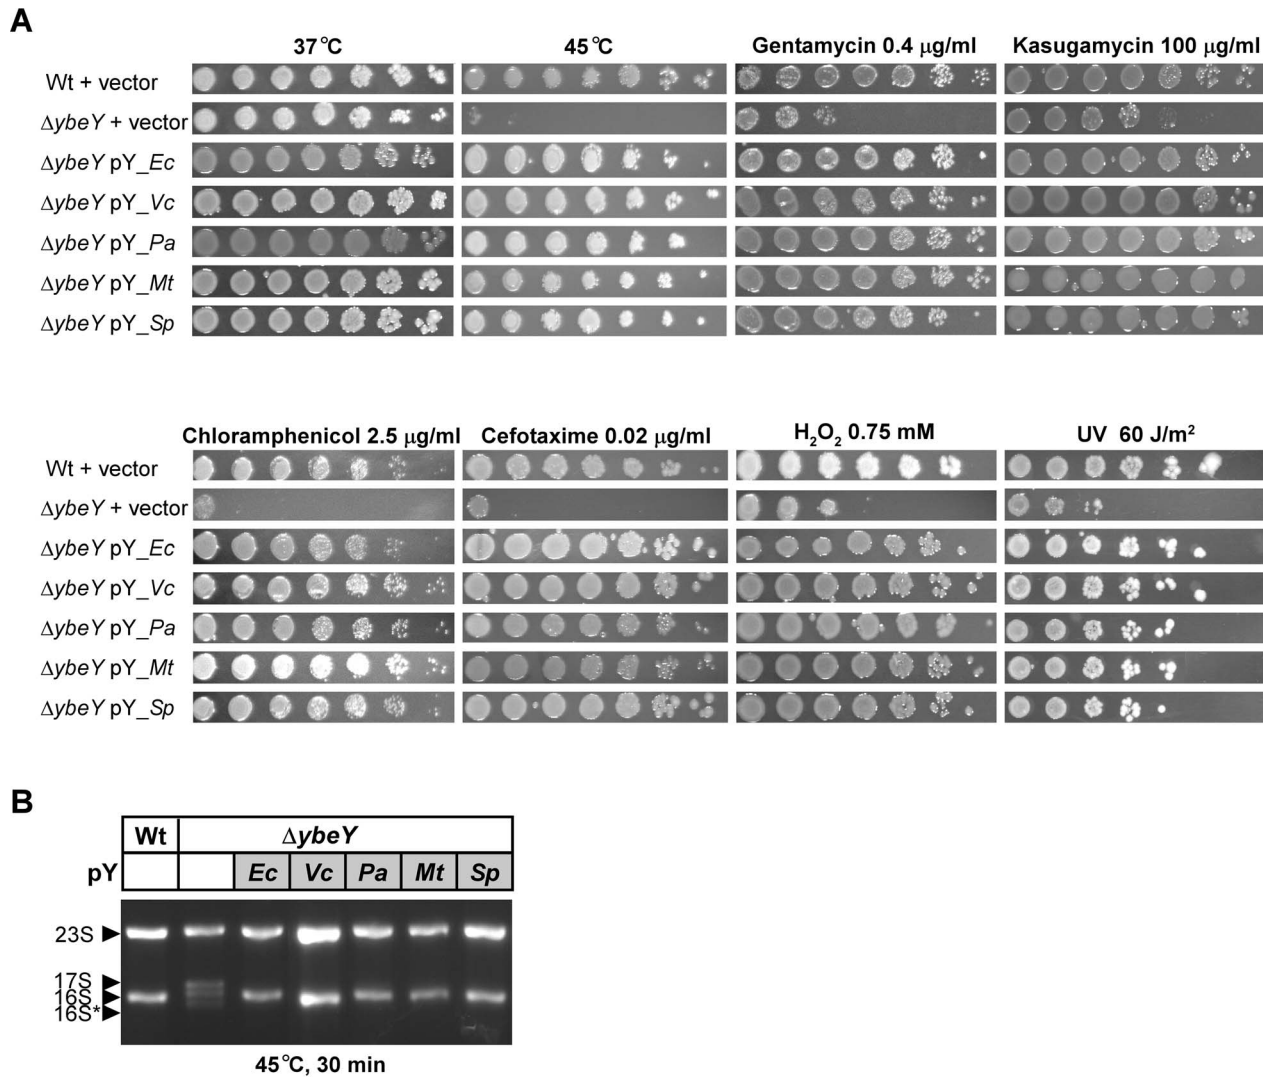 A
37°C 45°C Gentamycin 0.4 μg/ml Kasugamycin 100 μg/ml
Wt + vector
ΔybeY + vector
ΔybeY pY_Ec
ΔybeY pY_Vc
ΔybeY pY_Pa
ΔybeY pY_Mt
ΔybeY pY_Sp
Chloramphenicol 2.5 μg/ml Cefotaxime 0.02 μg/ml H₂O₂ 0.75 mM UV 60 J/m²
Wt + vector
ΔybeY + vector
ΔybeY pY_Ec
ΔybeY pY_Vc
ΔybeY pY_Pa
ΔybeY pY_Mt
ΔybeY pY_Sp
B
Wt ΔybeY
pY Ec Vc Pa Mt Sp
23S
17S
16S
16S*
45°C, 30 min